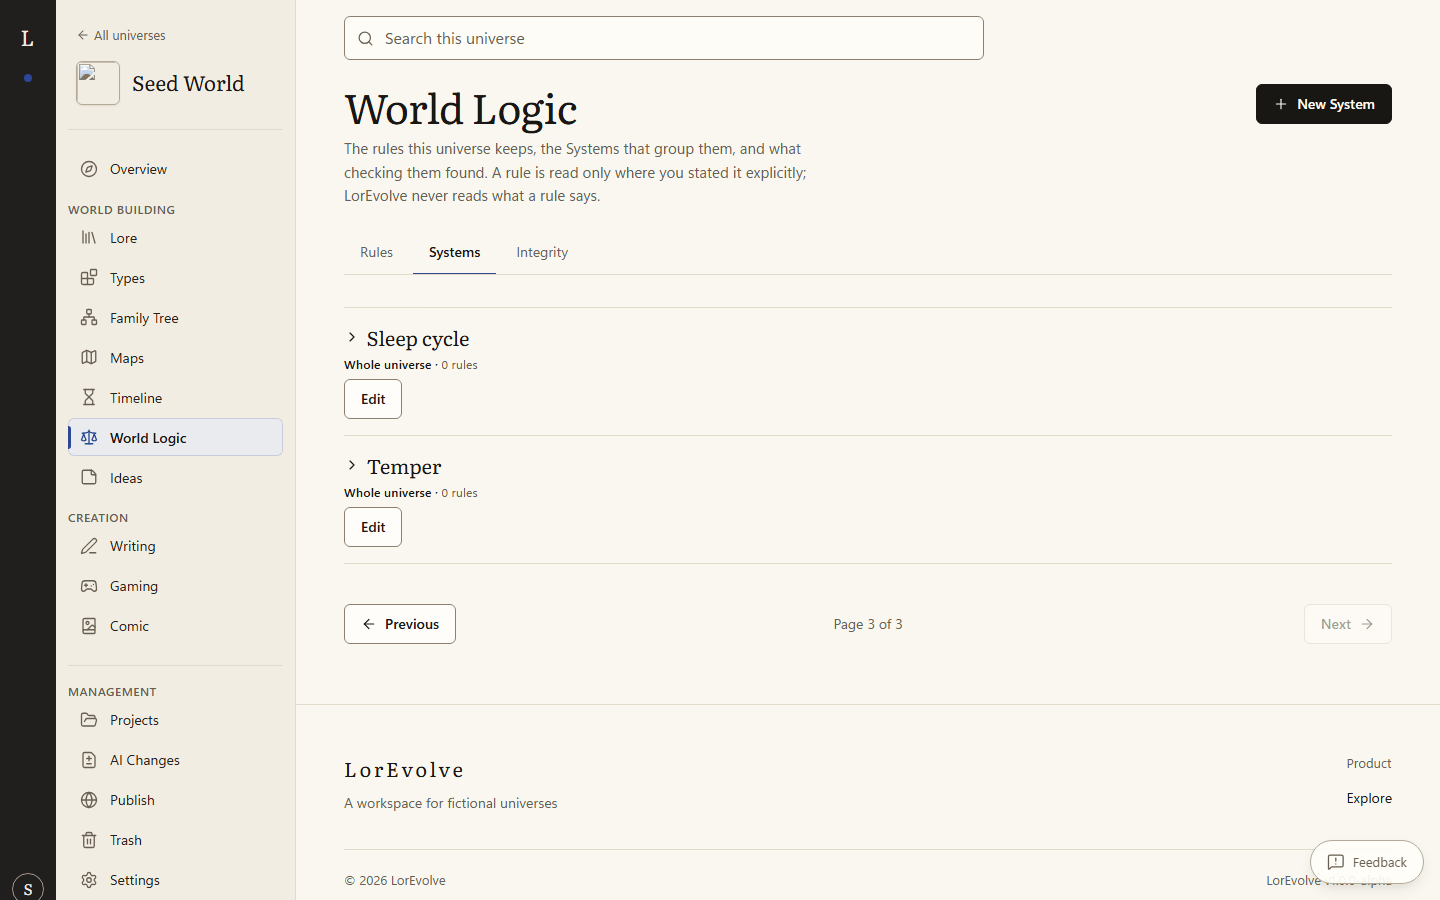 L
← All universes
Seed World
Overview
WORLD BUILDING
Lore
Types
Family Tree
Maps
Timeline
World Logic
Ideas
CREATION
Writing
Gaming
Comic
MANAGEMENT
Projects
AI Changes
Publish
Trash
Settings
S
Search this universe
World Logic
+ New System
The rules this universe keeps, the Systems that group them, and what
checking them found. A rule is read only where you stated it explicitly;
LorEvolve never reads what a rule says.
Rules Systems Integrity
Sleep cycle
Whole universe · 0 rules
Edit
Temper
Whole universe · 0 rules
Edit
← Previous
Page 3 of 3
Next →
LorEvolve
A workspace for fictional universes
Product
Explore
Feedback
© 2026 LorEvolve
LorEvolve